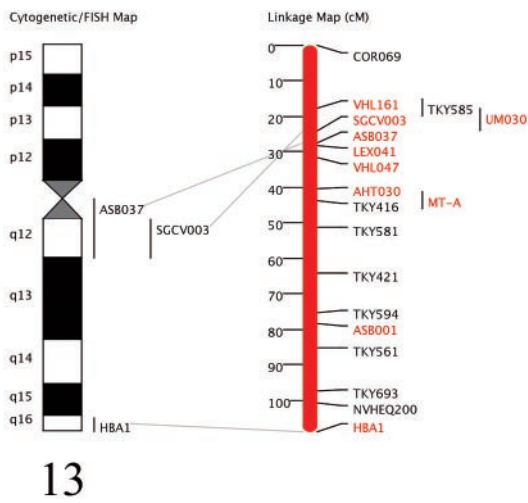 Cytogenetic/FISH Map
p15
p14
p13
p12
q12
q13
q14
q15
q16
ASB037
SGCV003
HBA1
Linkage Map (cM)
0
10
20
30
40
50
60
70
80
90
100
COR069
VHL161
SGCV003
ASB037
LEX041
VHL047
AHT030
TKY416
TKY581
TKY421
TKY594
ASB001
TKY561
TKY693
NVHEQ200
HBA1
TKY585
UM030
MT-A
13